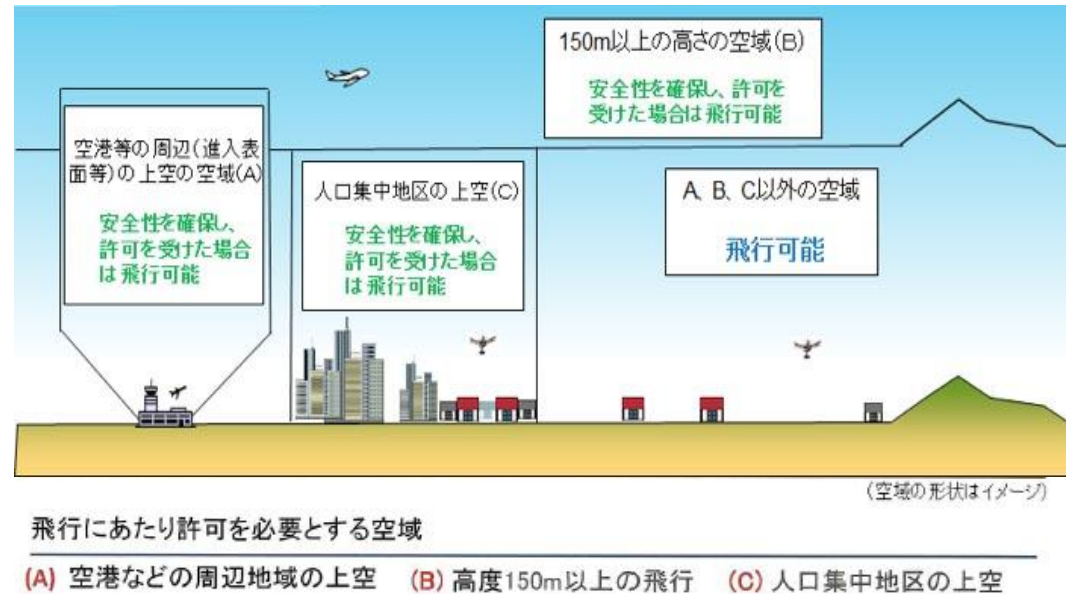 150m以上の高さの空域(B)
安全性を確保し、許可を
受けた場合は飛行可能
空港等の周辺(進入表
面等)の上空の空域(A)
安全性を確保し、
許可を受けた場合
は飛行可能
人口集中地区の上空(C)
安全性を確保し、
許可を受けた場合
は飛行可能
A、B、C以外の空域
飛行可能
(空域の形状はイメージ)
飛行にあたり許可を必要とする空域
(A) 空港などの周辺地域の上空 (B) 高度150m以上の飛行 (C) 人口集中地区の上空